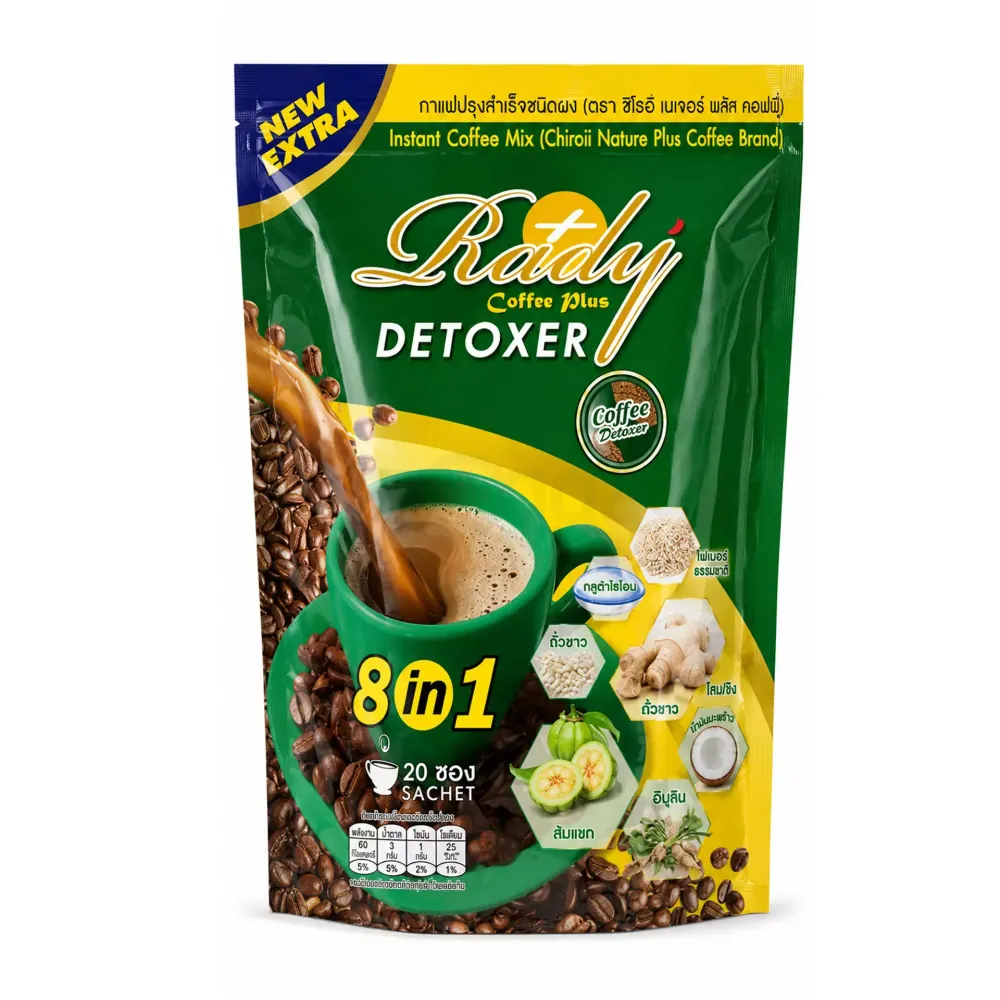 NEW
EXTRA
กาแฟปรุงสำเร็จชนิดผง (ตรา ชิโรอิ่ เนเจอร์ พลัส คอฟฟี่)
Instant Coffee Mix (Chiroii Nature Plus Coffee Brand)
Rady
Coffee Plus
DETOXER
Coffee
Detoxer
ไฟเบอร์
ธรรมชาติ
กลูต้าไธโอน
ถั่วขาว
โสม/ขิง
ถั่วขาว
น้ำมันมะพร้าว
8 in 1
ส้มแขก
อินูลิน
20 ซอง
SACHET
พลังงาน น้ำตาล ไขมัน โซเดียม
60 3 1 25
กิโลแคลอรี่ กรัม กรัม
5% 5% 2% 1%